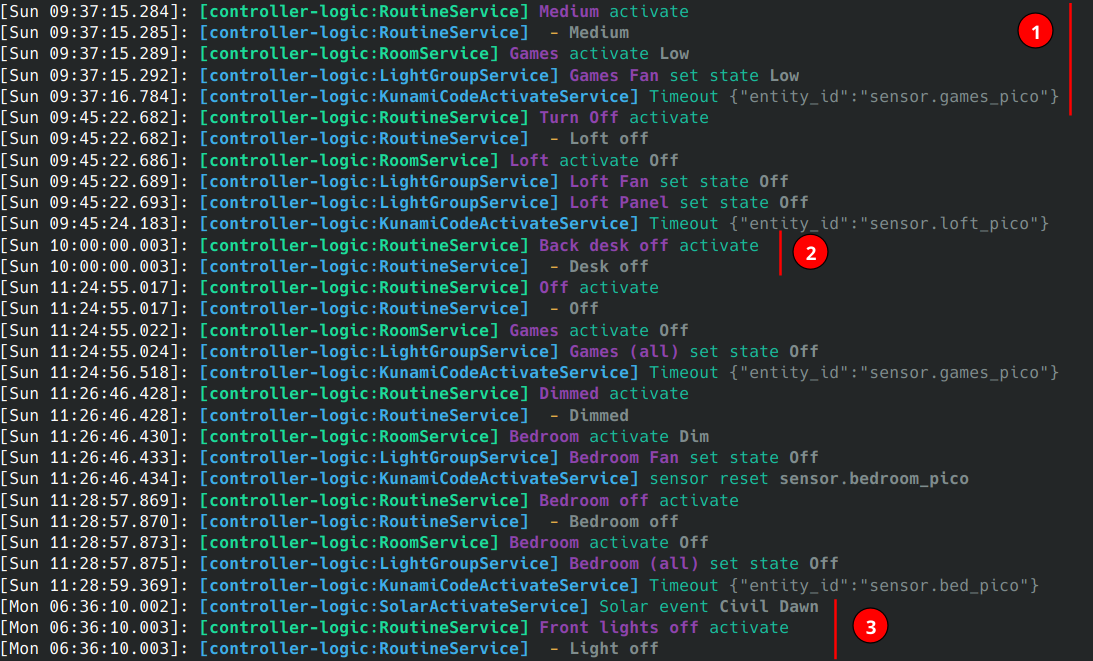 [Sun 09:37:15.284]: [controller-logic:RoutineService] Medium activate
[Sun 09:37:15.285]: [controller-logic:RoutineService]  - Medium
1
[Sun 09:37:15.289]: [controller-logic:RoomService] Games activate Low
[Sun 09:37:15.292]: [controller-logic:LightGroupService] Games Fan set state Low
[Sun 09:37:16.784]: [controller-logic:KunamiCodeActivateService] Timeout {"entity_id":"sensor.games_pico"}
[Sun 09:45:22.682]: [controller-logic:RoutineService] Turn Off activate
[Sun 09:45:22.682]: [controller-logic:RoutineService]  - Loft off
[Sun 09:45:22.686]: [controller-logic:RoomService] Loft activate Off
[Sun 09:45:22.689]: [controller-logic:LightGroupService] Loft Fan set state Off
[Sun 09:45:22.693]: [controller-logic:LightGroupService] Loft Panel set state Off
[Sun 09:45:24.183]: [controller-logic:KunamiCodeActivateService] Timeout {"entity_id":"sensor.loft_pico"}
[Sun 10:00:00.003]: [controller-logic:RoutineService] Back desk off activate
2
[Sun 10:00:00.003]: [controller-logic:RoutineService]  - Desk off
[Sun 11:24:55.017]: [controller-logic:RoutineService] Off activate
[Sun 11:24:55.017]: [controller-logic:RoutineService]  - Off
[Sun 11:24:55.022]: [controller-logic:RoomService] Games activate Off
[Sun 11:24:55.024]: [controller-logic:LightGroupService] Games (all) set state Off
[Sun 11:24:56.518]: [controller-logic:KunamiCodeActivateService] Timeout {"entity_id":"sensor.games_pico"}
[Sun 11:26:46.428]: [controller-logic:RoutineService] Dimmed activate
[Sun 11:26:46.428]: [controller-logic:RoutineService]  - Dimmed
[Sun 11:26:46.430]: [controller-logic:RoomService] Bedroom activate Dim
[Sun 11:26:46.433]: [controller-logic:LightGroupService] Bedroom Fan set state Off
[Sun 11:26:46.434]: [controller-logic:KunamiCodeActivateService] sensor reset sensor.bedroom_pico
[Sun 11:28:57.869]: [controller-logic:RoutineService] Bedroom off activate
[Sun 11:28:57.870]: [controller-logic:RoutineService]  - Bedroom off
[Sun 11:28:57.873]: [controller-logic:RoomService] Bedroom activate Off
[Sun 11:28:57.875]: [controller-logic:LightGroupService] Bedroom (all) set state Off
[Sun 11:28:59.369]: [controller-logic:KunamiCodeActivateService] Timeout {"entity_id":"sensor.bed_pico"}
[Mon 06:36:10.002]: [controller-logic:SolarActivateService] Solar event Civil Dawn
[Mon 06:36:10.003]: [controller-logic:RoutineService] Front lights off activate
3
[Mon 06:36:10.003]: [controller-logic:RoutineService]  - Light off